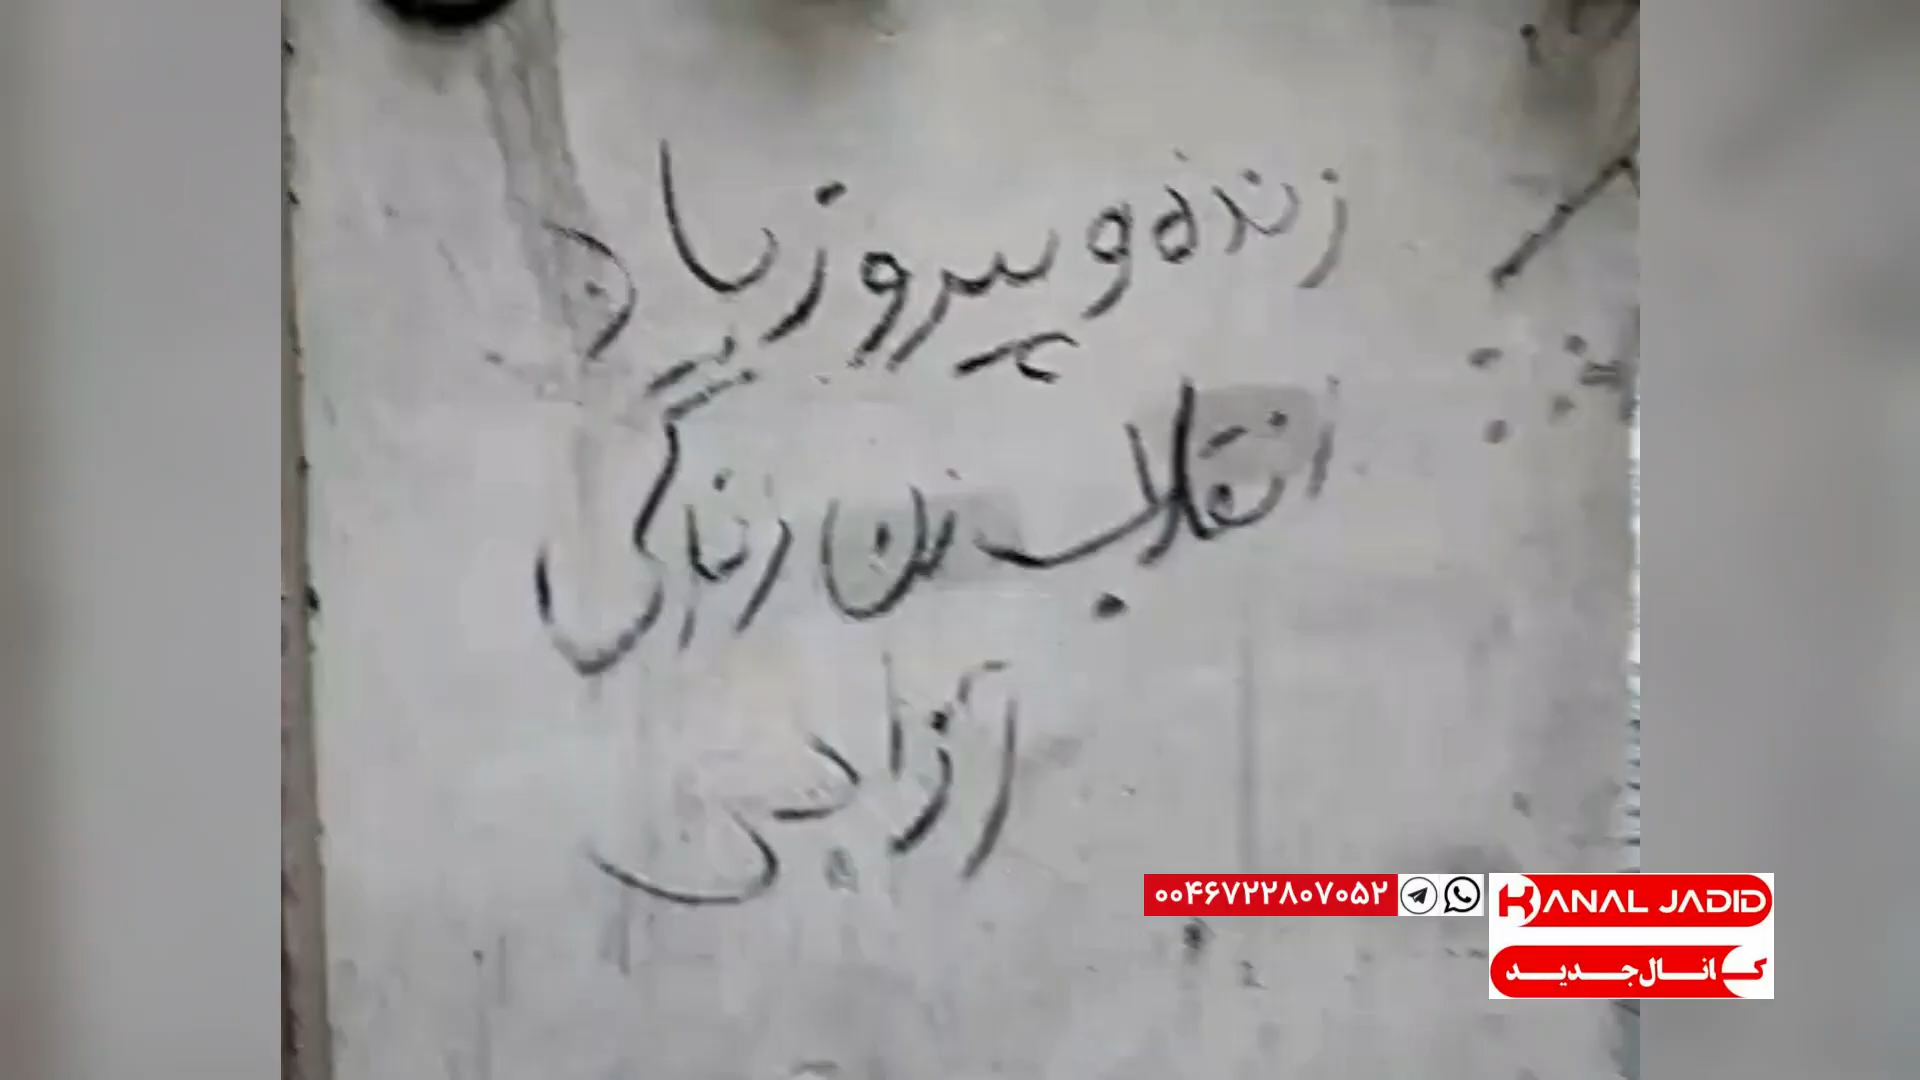 زنده و پیروز باد
انقلاب زن زندگی
آزادی
۰۰۴۶۷۲۲۸۰۷۰۵۲
KANAL JADID
کانال جدید